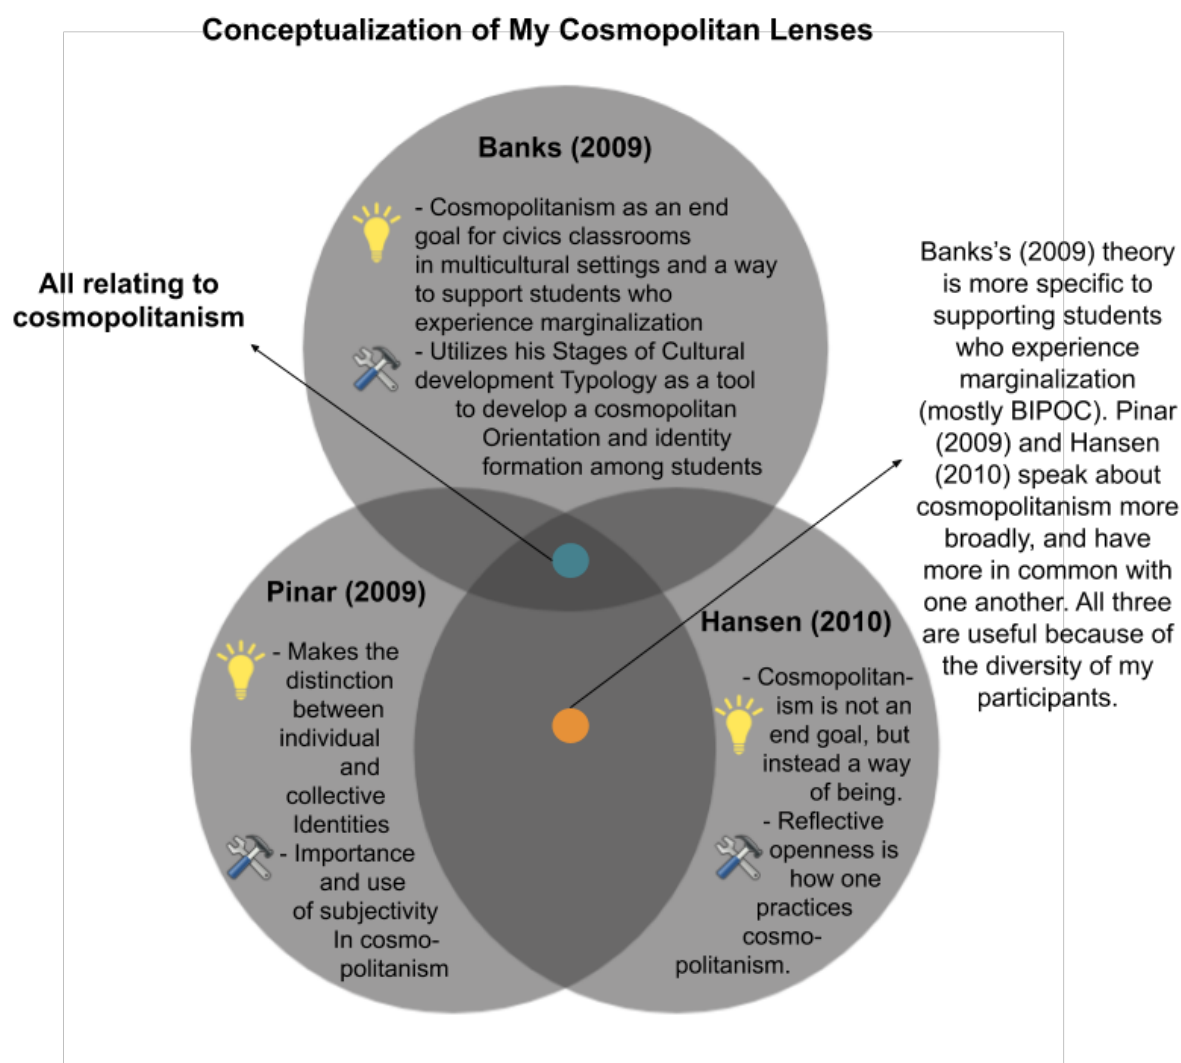 Conceptualization of My Cosmopolitan Lenses
Banks (2009)
- Cosmopolitanism as an end
goal for civics classrooms
in multicultural settings and a way
to support students who
experience marginalization
- Utilizes his Stages of Cultural
development Typology as a tool
to develop a cosmopolitan
Orientation and identity
formation among students
All relating to
cosmopolitanism
Banks's (2009) theory
is more specific to
supporting students
who experience
marginalization
(mostly BIPOC). Pinar
(2009) and Hansen
(2010) speak about
cosmopolitanism more
broadly, and have
more in common with
one another. All three
are useful because of
the diversity of my
participants.
Pinar (2009)
- Makes the
distinction
between
individual
and
collective
Identities
- Importance
and use
of subjectivity
In cosmo-
politanism
Hansen (2010)
- Cosmopolitan-
ism is not an
end goal, but
instead a way
of being.
- Reflective
openness is
how one
practices
cosmo-
politanism.